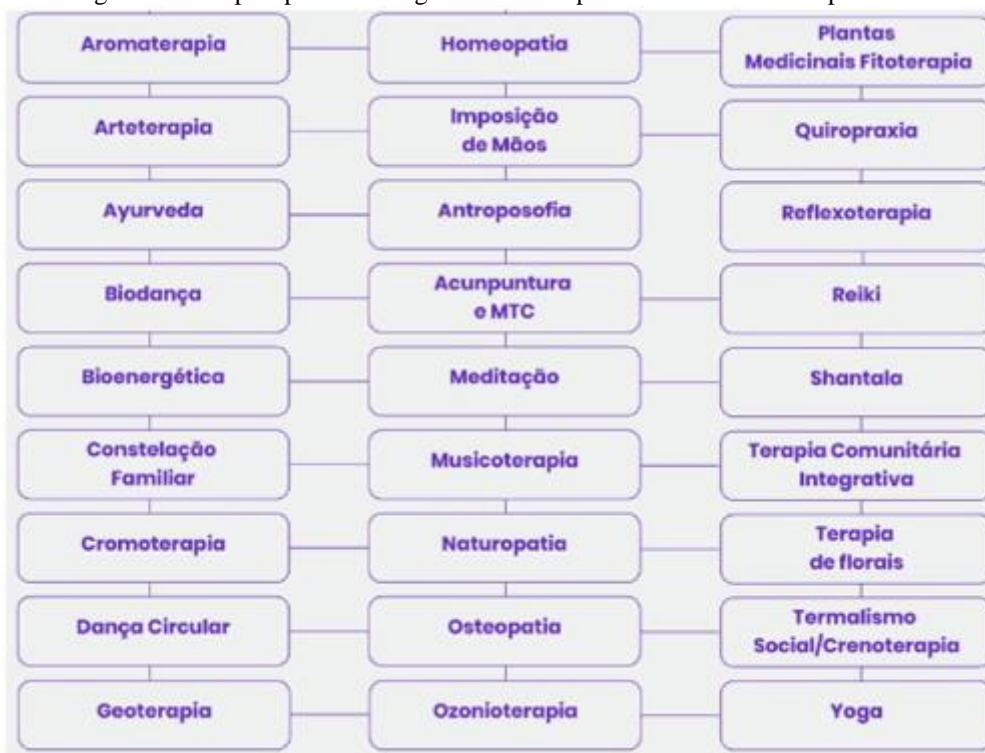 Aromaterapia
Homeopatia
Plantas
Medicinais Fitoterapia
Arteterapia
Imposição
de Mãos
Quiropraxia
Ayurveda
Antroposofia
Reflexoterapia
Biodança
Acunpuntura
e MTC
Reiki
Bioenergética
Meditação
Shantala
Constelação
Familiar
Musicoterapia
Terapia Comunitária
Integrativa
Cromoterapia
Naturopatia
Terapia
de florais
Dança Circular
Osteopatia
Termalismo
Social/Crenoterapia
Geoterapia
Ozonioterapia
Yoga